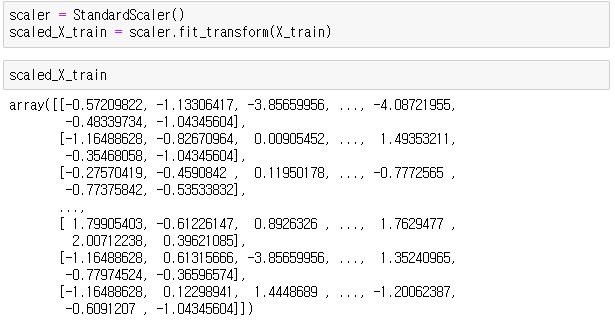 scaler = StandardScaler()
scaled_X_train = scaler.fit_transform(X_train)
scaled_X_train
array([[-0.57209822, -1.13306417, -3.85659956, ..., -4.08721955,
-0.48339734, -1.04345604],
[-1.16488628, -0.82670964,  0.00905452, ...,  1.49353211,
-0.35468058, -1.04345604],
[-0.27570419, -0.4590842 ,  0.11950178, ..., -0.7772565 ,
-0.77375842, -0.53533832],
...,
[ 1.79905403, -0.61226147,  0.8926326 , ...,  1.7629477 ,
2.00712238,  0.39621085],
[-1.16488628,  0.61315666, -3.85659956, ...,  1.35240965,
-0.77974524, -0.36596574],
[-1.16488628,  0.12298941,  1.4448689 , ..., -1.20062387,
-0.6091207 , -1.04345604]])